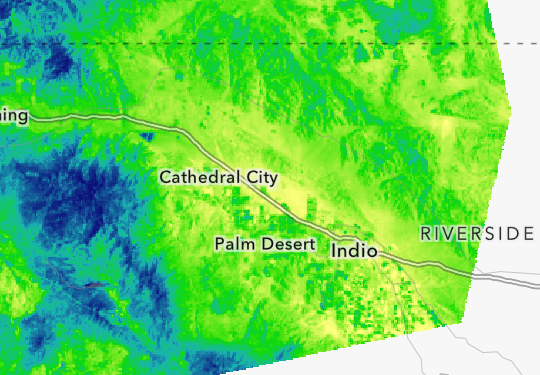 ning
Cathedral City
RIVERSIDE
Palm Desert
Indio